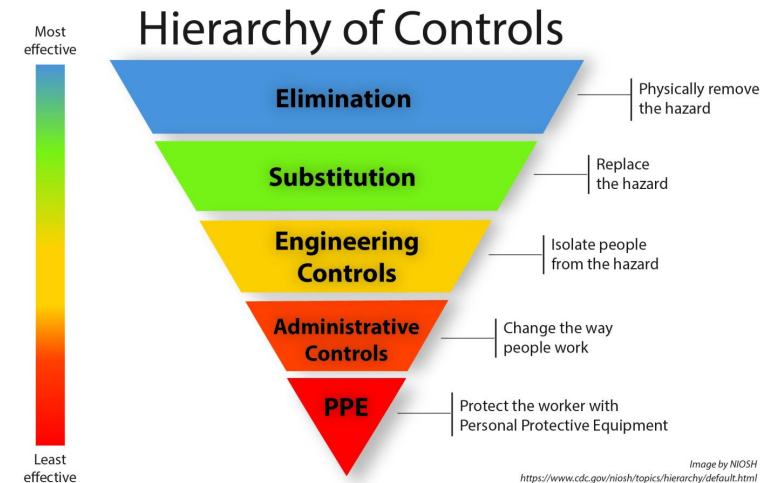 Hierarchy of Controls
Most
effective
Elimination
Physically remove
the hazard
Substitution
Replace
the hazard
Engineering
Controls
Isolate people
from the hazard
Administrative
Controls
Change the way
people work
PPE
Protect the worker with
Personal Protective Equipment
Least
effective
Image by NIOSH
https://www.cdc.gov/niosh/topics/hierarchy/default.html